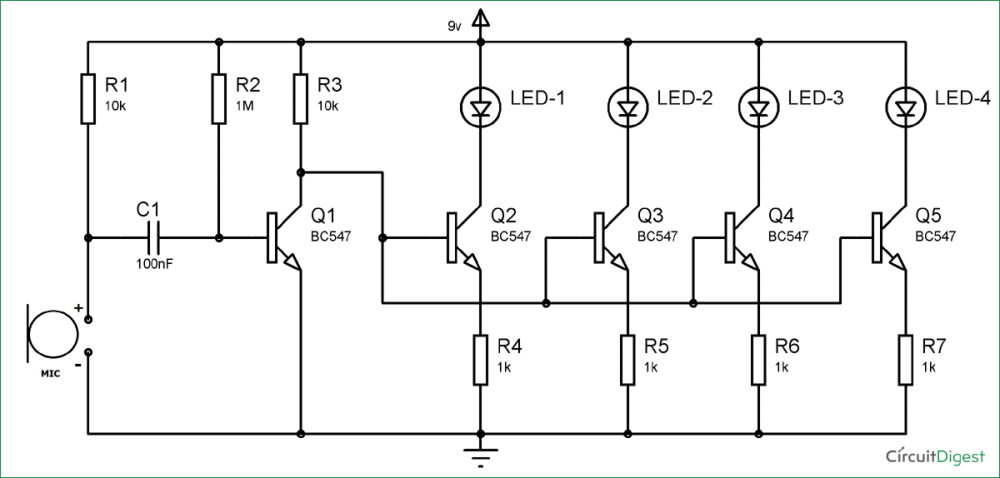 9v
R1
10k
R2
1M
R3
10k
LED-1
LED-2
LED-3
LED-4
C1
100nF
Q1
BC547
Q2
BC547
Q3
BC547
Q4
BC547
Q5
BC547
+
-
MIC
R4
1k
R5
1k
R6
1k
R7
1k
CircuitDigest